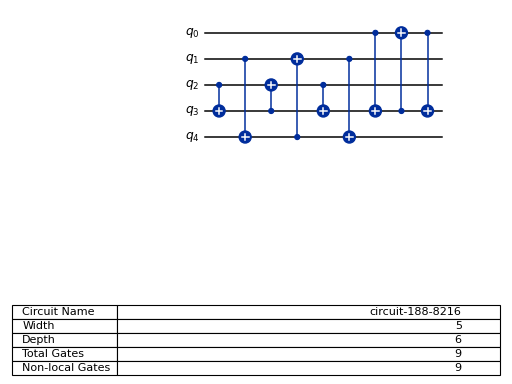 q0
q1
q2
q3
q4
Circuit Name circuit-188-8216
Width 5
Depth 6
Total Gates 9
Non-local Gates 9